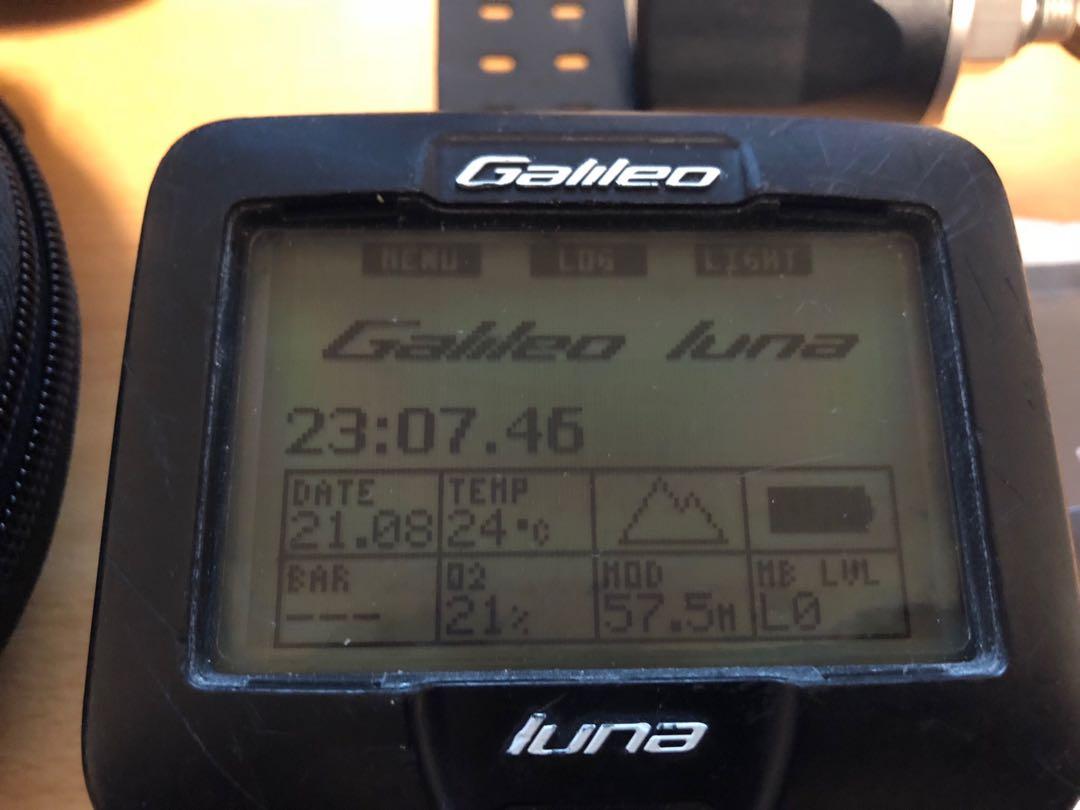 Galileo
MENU LOG LIGHT
Galileo luna
23:07.46
DATE TEMP
21.08 24°C
BAR O2 MOD MB LVL
--- 21% 57.5M L0
luna